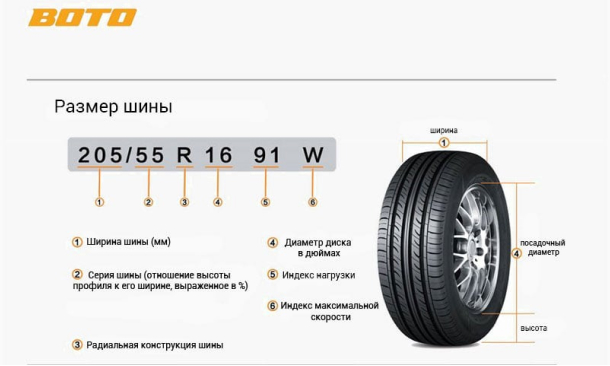 BOTO
Размер шины
205/55 R 16 91 W
1 2 3 4 5 6
1 Ширина шины (мм)
2 Серия шины (отношение высоты
профиля к его ширине, выраженное в %)
3 Радиальная конструкция шины
4 Диаметр диска
в дюймах
5 Индекс нагрузки
6 Индекс максимальной
скорости
ширина
1
посадочный
4 диаметр
высота